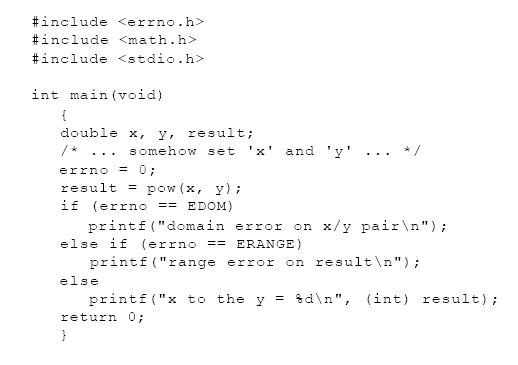 #include <errno.h>
#include <math.h>
#include <stdio.h>

int main(void)
   {
   double x, y, result;
   /* ... somehow set 'x' and 'y' ... */
   errno = 0;
   result = pow(x, y);
   if (errno == EDOM)
      printf("domain error on x/y pair\n");
   else if (errno == ERANGE)
      printf("range error on result\n");
   else
      printf("x to the y = %d\n", (int) result);
   return 0;
   }